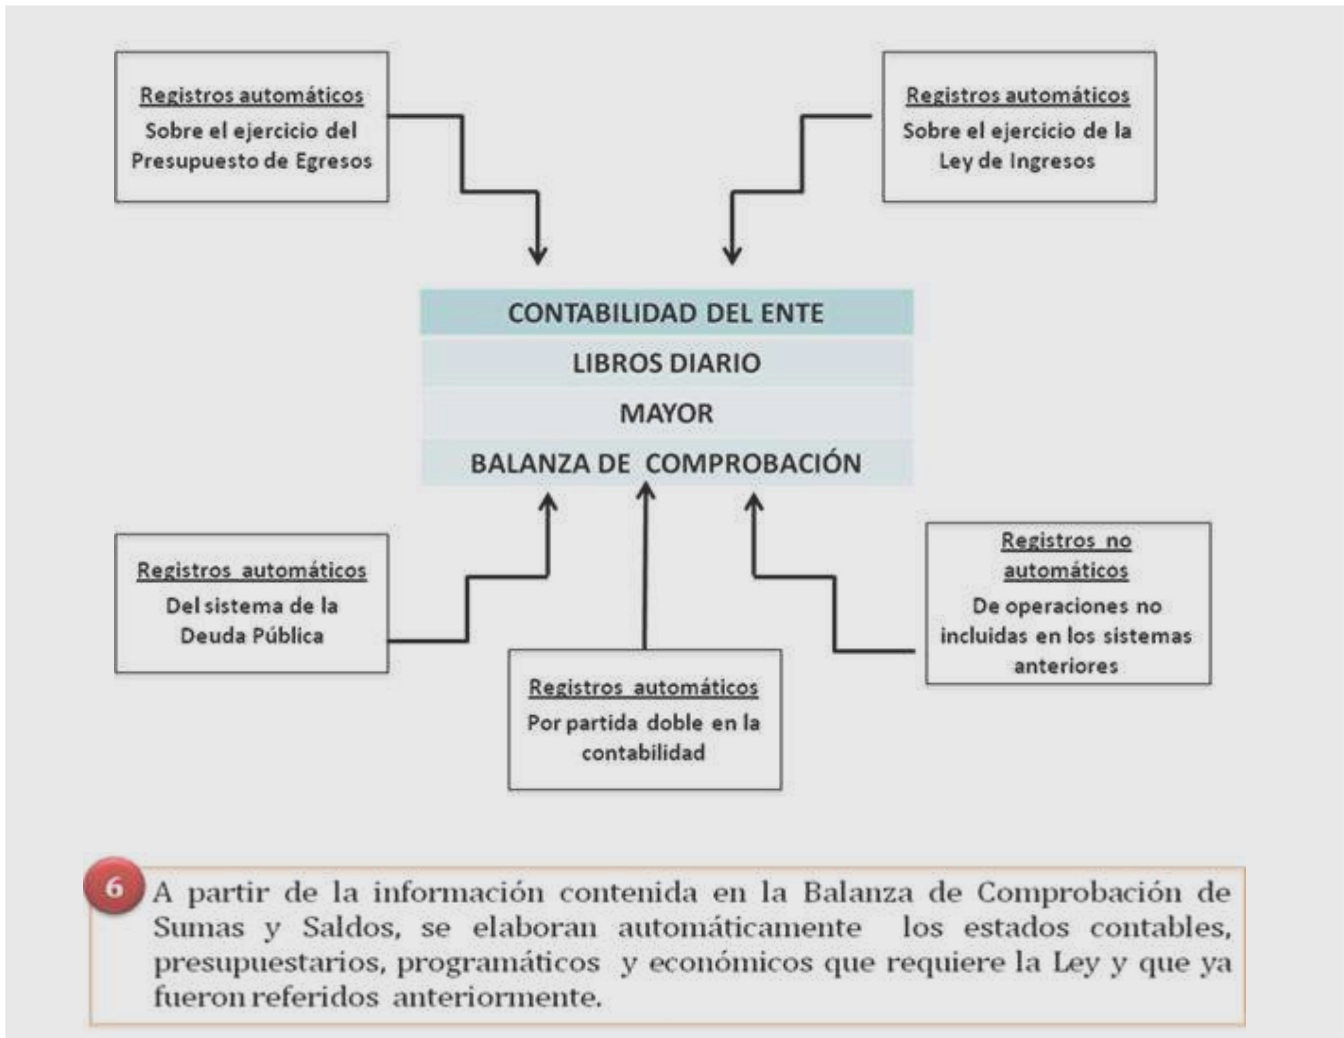 Registros automáticos
Sobre el ejercicio del
Presupuesto de Egresos
Registros automáticos
Sobre el ejercicio de la
Ley de Ingresos
CONTABILIDAD DEL ENTE
LIBROS DIARIO
MAYOR
BALANZA DE COMPROBACIÓN
Registros automáticos
Del sistema de la
Deuda Pública
Registros automáticos
Por partida doble en la
contabilidad
Registros no
automáticos
De operaciones no
incluidas en los sistemas
anteriores
6
A partir de la información contenida en la Balanza de Comprobación de
Sumas y Saldos, se elaboran automáticamente los estados contables,
presupuestarios, programáticos y económicos que requiere la Ley y que ya
fueron referidos anteriormente.